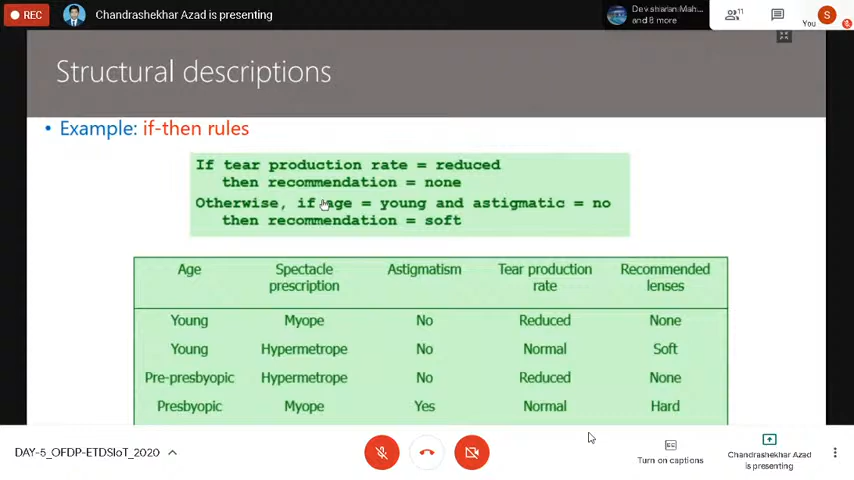 REC
Chandrashekhar Azad is presenting
Devsharan Mah...
and 8 more
11
S
You
Structural descriptions
• Example: if-then rules
If tear production rate = reduced
then recommendation = none
Otherwise, if age = young and astigmatic = no
then recommendation = soft
Age Spectacle prescription Astigmatism Tear production rate Recommended lenses
Young Myope No Reduced None
Young Hypermetrope No Normal Soft
Pre-presbyopic Hypermetrope No Reduced None
Presbyopic Myope Yes Normal Hard
DAY-5_OFDP-ETDSIoT_2020
Turn on captions
Chandrashekhar Azad
is presenting